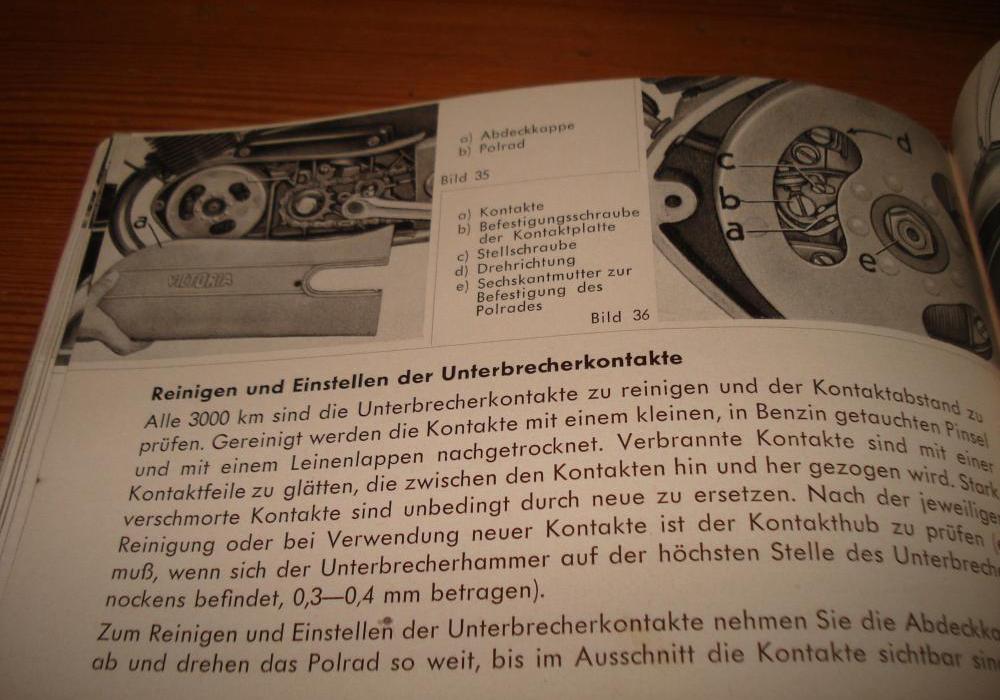 a) Abdeckkappe
b) Polrad
Bild 35
a
VICTORIA
a) Kontakte
b) Befestigungsschraube
der Kontaktplatte
c) Stellschraube
d) Drehrichtung
e) Sechskantmutter zur
Befestigung des
Polrades
Bild 36
d
c
b
a
e
Reinigen und Einstellen der Unterbrecherkontakte
Alle 3000 km sind die Unterbrecherkontakte zu reinigen und der Kontaktabstand zu
prüfen. Gereinigt werden die Kontakte mit einem kleinen, in Benzin getauchten Pinsel
und mit einem Leinenlappen nachgetrocknet. Verbrannte Kontakte sind mit einer
Kontaktfeile zu glätten, die zwischen den Kontakten hin und her gezogen wird. Stark
verschmorte Kontakte sind unbedingt durch neue zu ersetzen. Nach der jeweiligen
Reinigung oder bei Verwendung neuer Kontakte ist der Kontakthub zu prüfen
muß, wenn sich der Unterbrecherhammer auf der höchsten Stelle des Unterbrech
nockens befindet, 0,3—0,4 mm betragen).
Zum Reinigen und Einstellen der Unterbrecherkontakte nehmen Sie die Abdeckka
ab und drehen das Polrad so weit, bis im Ausschnitt die Kontakte sichtbar sin